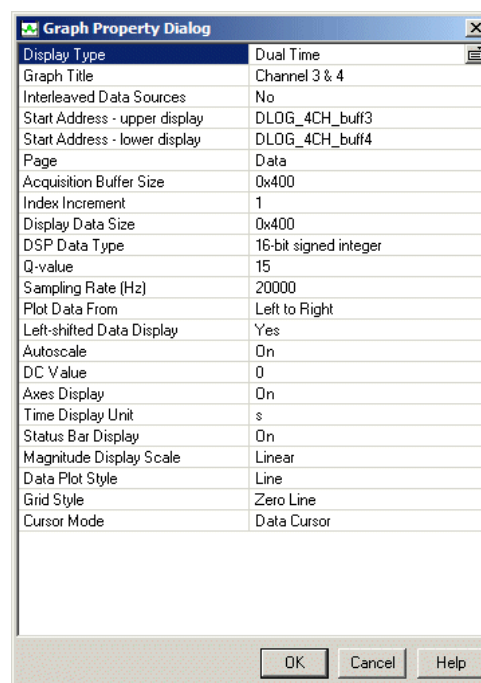 Graph Property Dialog
Display Type Dual Time
Graph Title Channel 3 & 4
Interleaved Data Sources No
Start Address - upper display DLOG_4CH_buff3
Start Address - lower display DLOG_4CH_buff4
Page Data
Acquisition Buffer Size 0x400
Index Increment 1
Display Data Size 0x400
DSP Data Type 16-bit signed integer
Q-value 15
Sampling Rate (Hz) 20000
Plot Data From Left to Right
Left-shifted Data Display Yes
Autoscale On
DC Value 0
Axes Display On
Time Display Unit s
Status Bar Display On
Magnitude Display Scale Linear
Data Plot Style Line
Grid Style Zero Line
Cursor Mode Data Cursor
OK Cancel Help